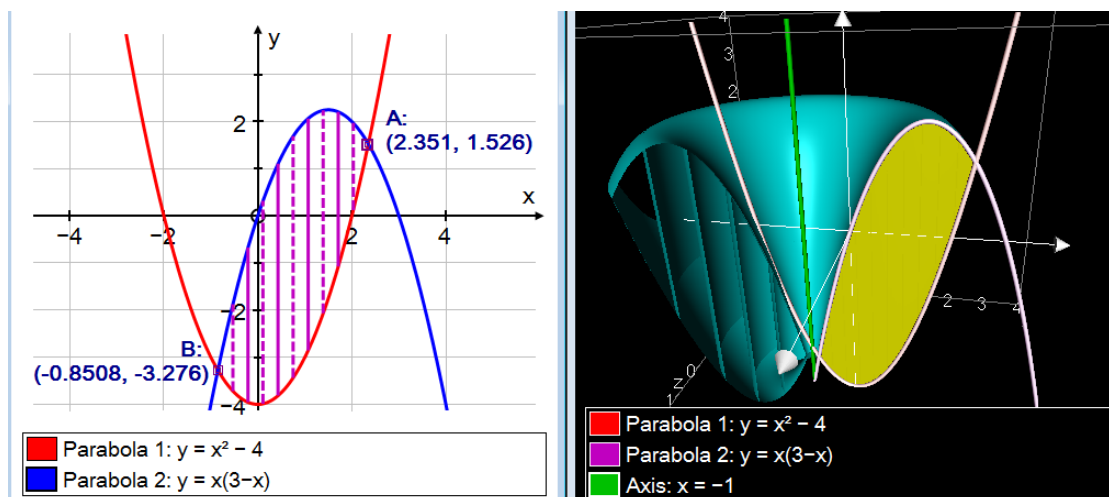 y
2
A:
(2.351, 1.526)
x
−4
−2
2
4
−2
B:
(-0.8508, -3.276)
−4
Parabola 1: y = x² − 4
Parabola 2: y = x(3−x)
4
3
2
2
3
4
z
0
1
Parabola 1: y = x² − 4
Parabola 2: y = x(3−x)
Axis: x = −1